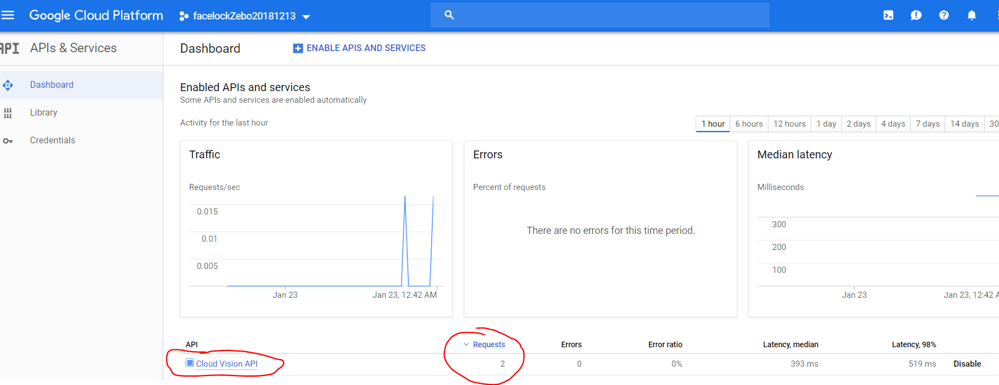 Google Cloud Platform
facelockZebo20181213
API
APIs & Services
Dashboard
ENABLE APIS AND SERVICES
Dashboard
Library
Credentials
Enabled APIs and services
Some APIs and services are enabled automatically
Activity for the last hour
1 hour 6 hours 12 hours 1 day 2 days 4 days 7 days 14 days 30
Traffic
Requests/sec
0.015
0.01
0.005
Jan 23 Jan 23, 12:42 AM
Errors
Percent of requests
There are no errors for this time period.
Median latency
Milliseconds
300
200
100
Jan 23 Jan 23, 12:42 A
API Requests Errors Error ratio Latency, median Latency, 98%
Cloud Vision API 2 0 0% 393 ms 519 ms Disable